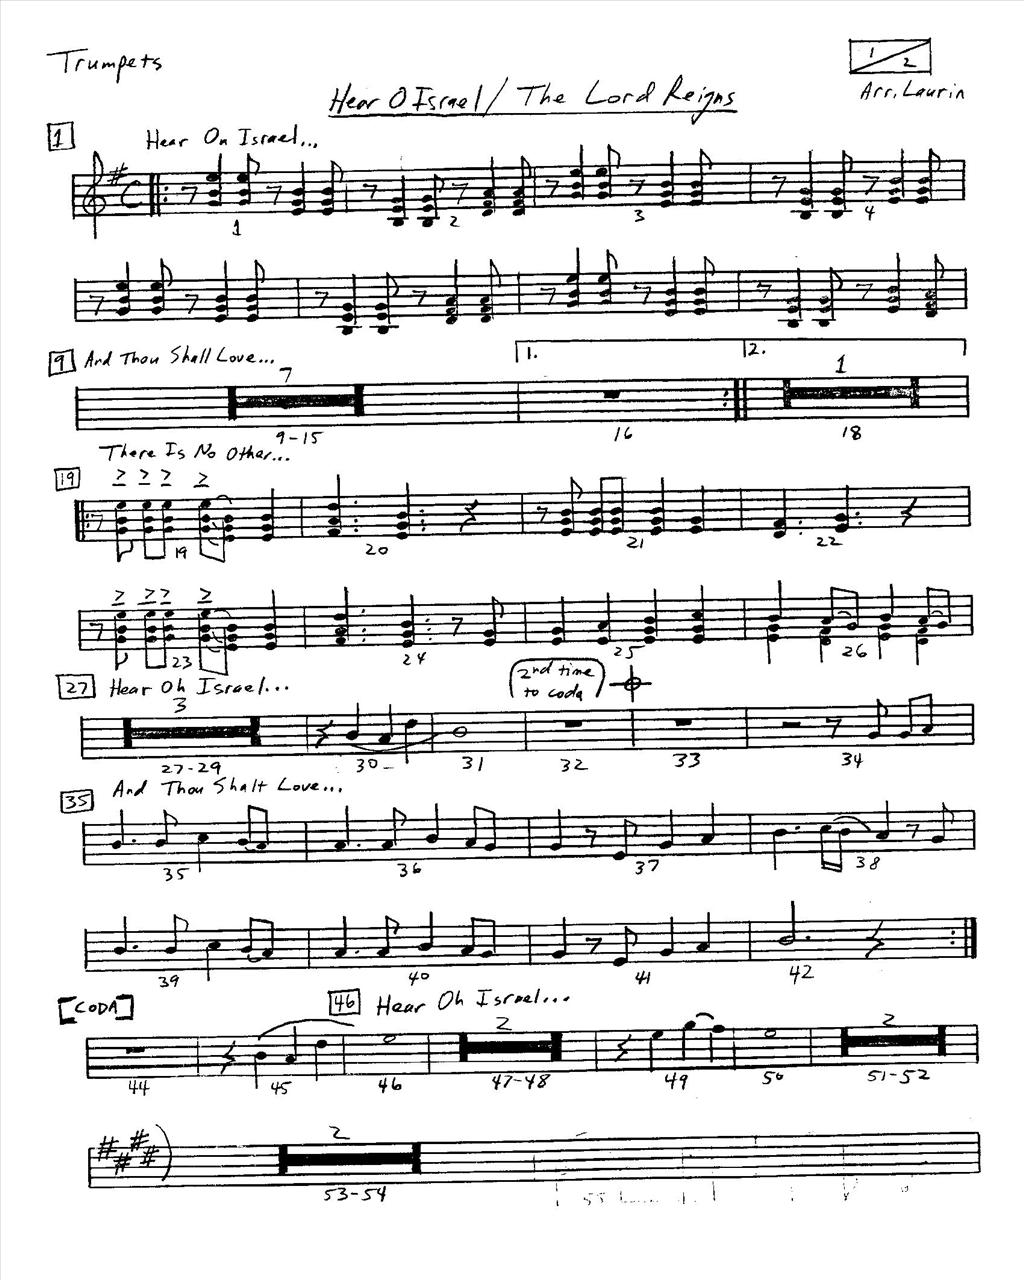 Trumpets
1/2
Arr. Laurin
Hear O Israel / The Lord Reigns
1 Hear On Israel...
1 2 3 4
9 And Thou Shall Love...
1. 2.
7 1
9-15 16 18
There Is No Other...
19
19 20 21 22
23 24 25 26
27 Hear Oh Israel...
2nd time
to coda
3
27-29 30- 31 32 33 34
35 And Thou Shalt Love...
35 36 37 38
39 40 41 42
[CODA] 46 Hear Oh Israel...
2 2
44 45 46 47-48 49 50 51-52
2
53-54